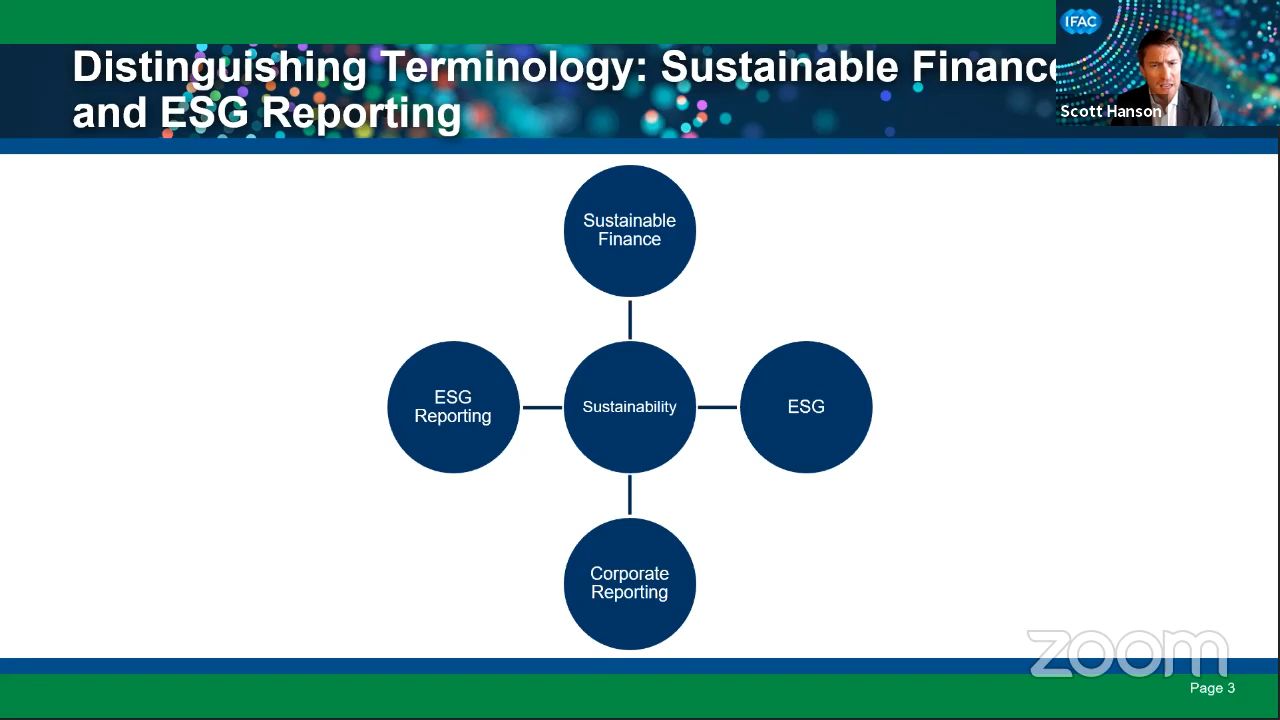 Distinguishing Terminology: Sustainable Finance
and ESG Reporting
IFAC
Scott Hanson
Sustainable
Finance
ESG
Reporting
Sustainability
ESG
Corporate
Reporting
zoom
Page 3